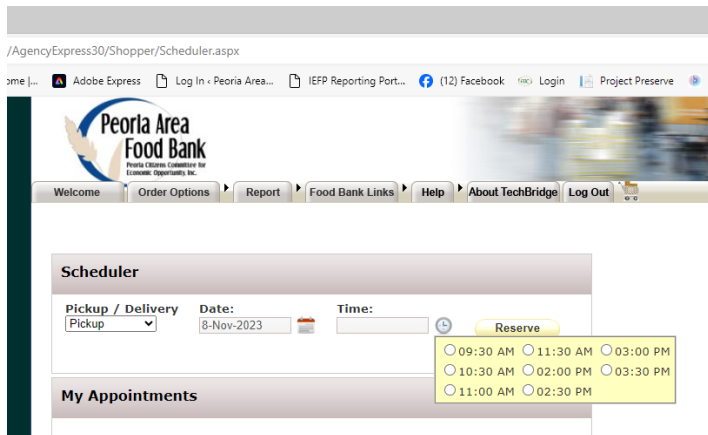 /AgencyExpress30/Shopper/Scheduler.aspx
ome |... Adobe Express Log In ‹ Peoria Area... IEFP Reporting Port... (12) Facebook Login Project Preserve
Peoria Area
Food Bank
Peoria Citizens Committee for
Economic Opportunity, Inc.
Welcome Order Options Report Food Bank Links Help About TechBridge Log Out
Scheduler
Pickup / Delivery Date: Time:
Pickup 8-Nov-2023 Reserve
09:30 AM 11:30 AM 03:00 PM
10:30 AM 02:00 PM 03:30 PM
11:00 AM 02:30 PM
My Appointments